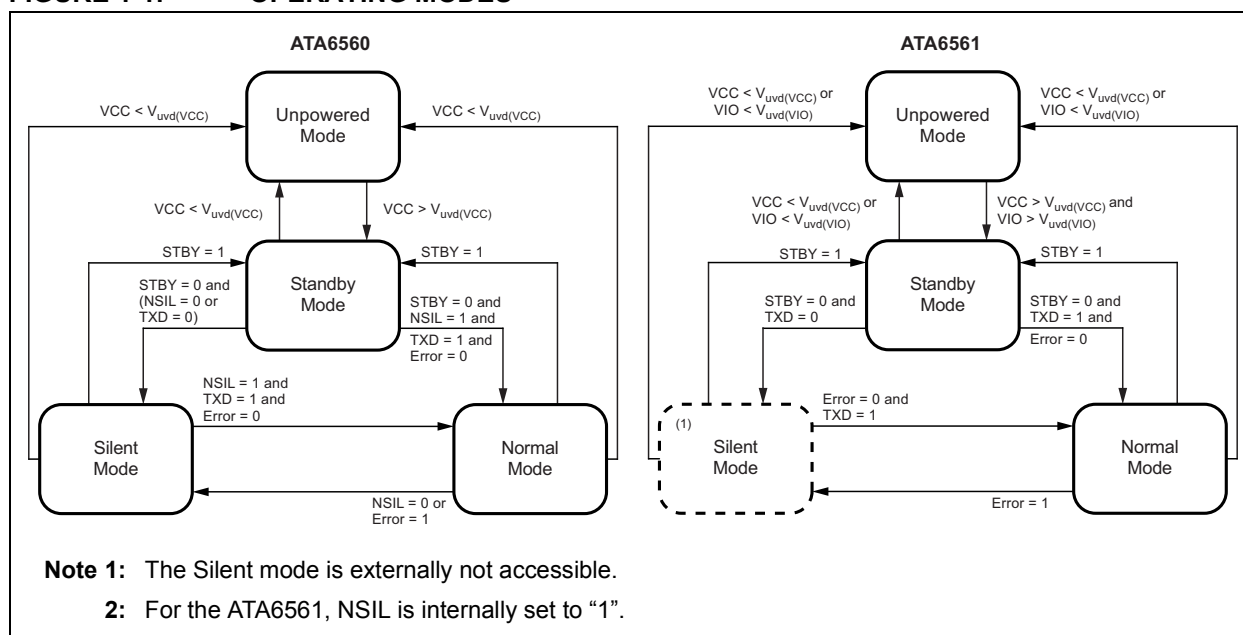 ATA6560
Unpowered
Mode
VCC < Vuvd(VCC)
VCC < Vuvd(VCC)
VCC < Vuvd(VCC)
VCC > Vuvd(VCC)
STBY = 1
STBY = 1
Standby
Mode
STBY = 0 and
(NSIL = 0 or
TXD = 0)
STBY = 0 and
NSIL = 1 and
TXD = 1 and
Error = 0
NSIL = 1 and
TXD = 1 and
Error = 0
Silent
Mode
Normal
Mode
NSIL = 0 or
Error = 1
ATA6561
VCC < Vuvd(VCC) or
VIO < Vuvd(VIO)
Unpowered
Mode
VCC < Vuvd(VCC) or
VIO < Vuvd(VIO)
VCC < Vuvd(VCC) or
VIO < Vuvd(VIO)
VCC > Vuvd(VCC) and
VIO > Vuvd(VIO)
STBY = 1
STBY = 1
Standby
Mode
STBY = 0 and
TXD = 0
STBY = 0 and
TXD = 1 and
Error = 0
Error = 0 and
TXD = 1
(1)
Silent
Mode
Normal
Mode
Error = 1
Note 1: The Silent mode is externally not accessible.
2: For the ATA6561, NSIL is internally set to “1”.